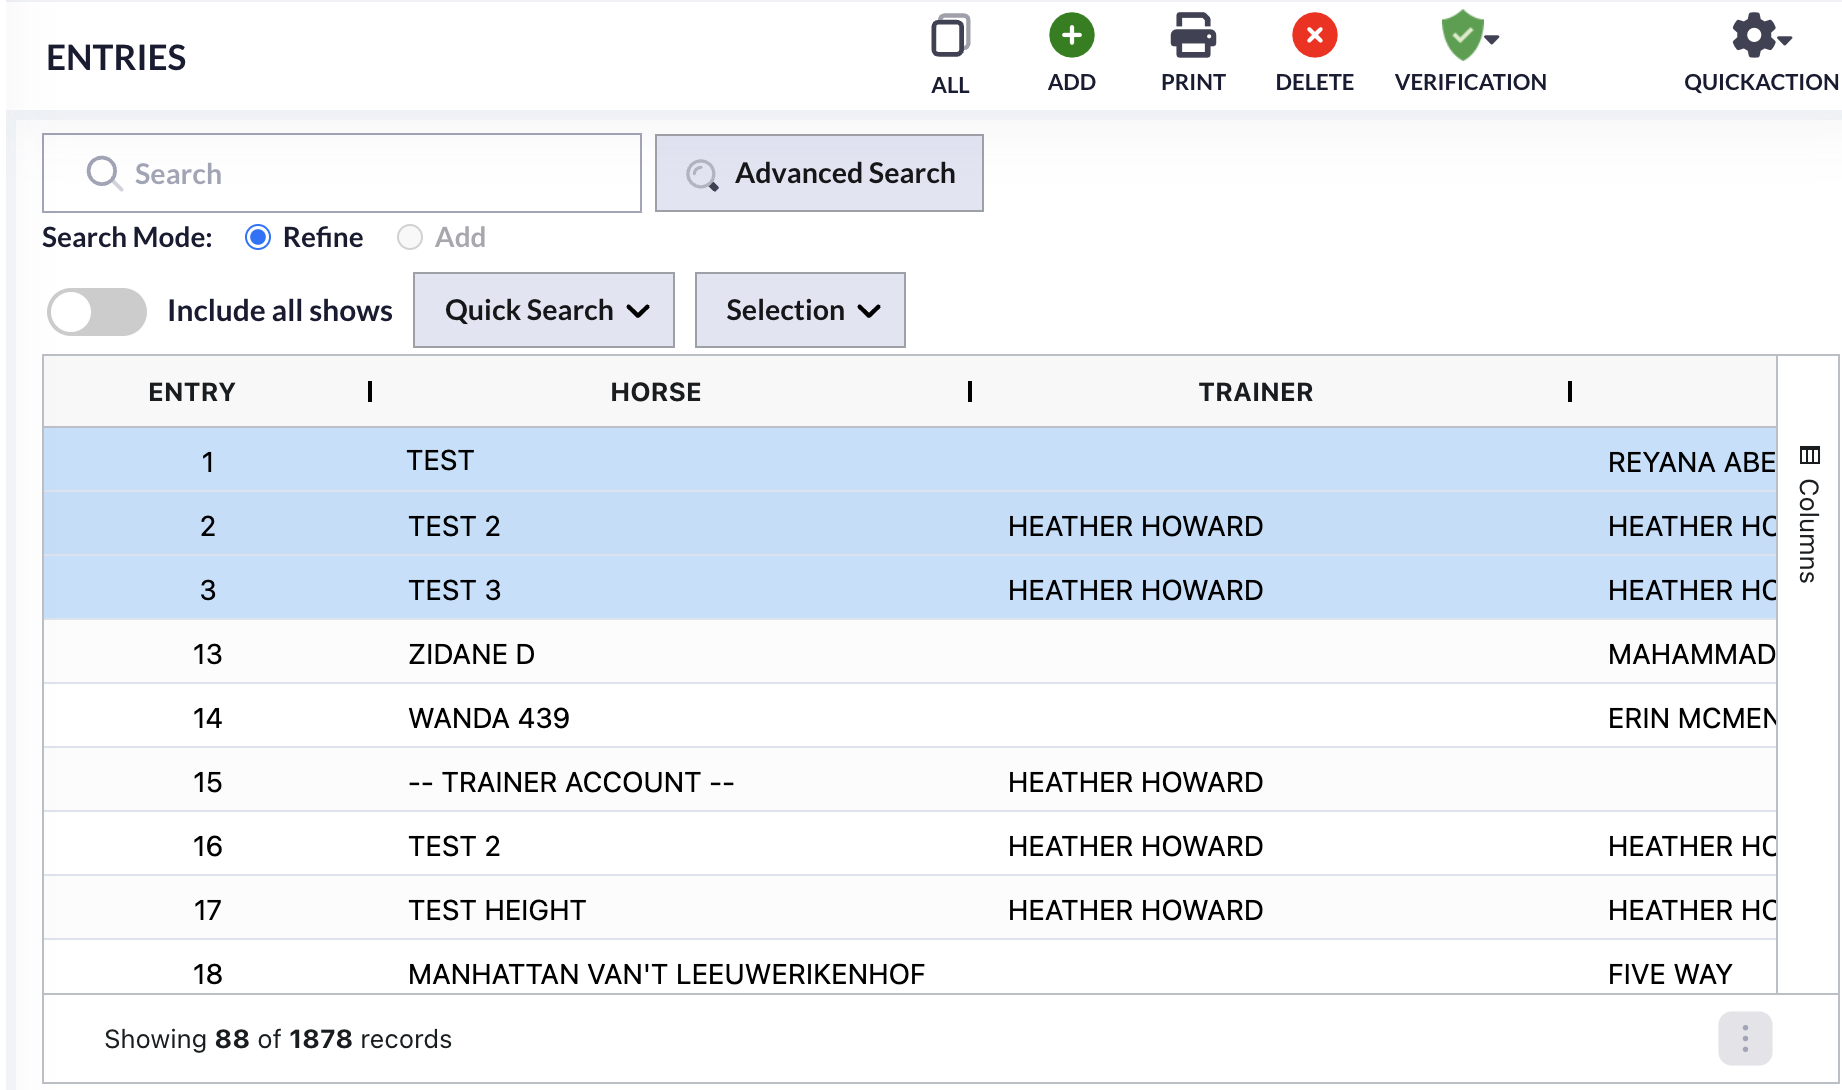 ENTRIES
ALL
ADD
PRINT
DELETE
VERIFICATION
QUICKACTION
Search
Advanced Search
Search Mode: Refine Add
Include all shows
Quick Search
Selection
ENTRY HORSE TRAINER
1 TEST REYANA ABE
2 TEST 2 HEATHER HOWARD HEATHER HO
3 TEST 3 HEATHER HOWARD HEATHER HO
13 ZIDANE D MAHAMMAD
14 WANDA 439 ERIN MCMEN
15 -- TRAINER ACCOUNT -- HEATHER HOWARD
16 TEST 2 HEATHER HOWARD HEATHER HO
17 TEST HEIGHT HEATHER HOWARD HEATHER HO
18 MANHATTAN VAN'T LEEUWERIKENHOF FIVE WAY
Columns
Showing 88 of 1878 records